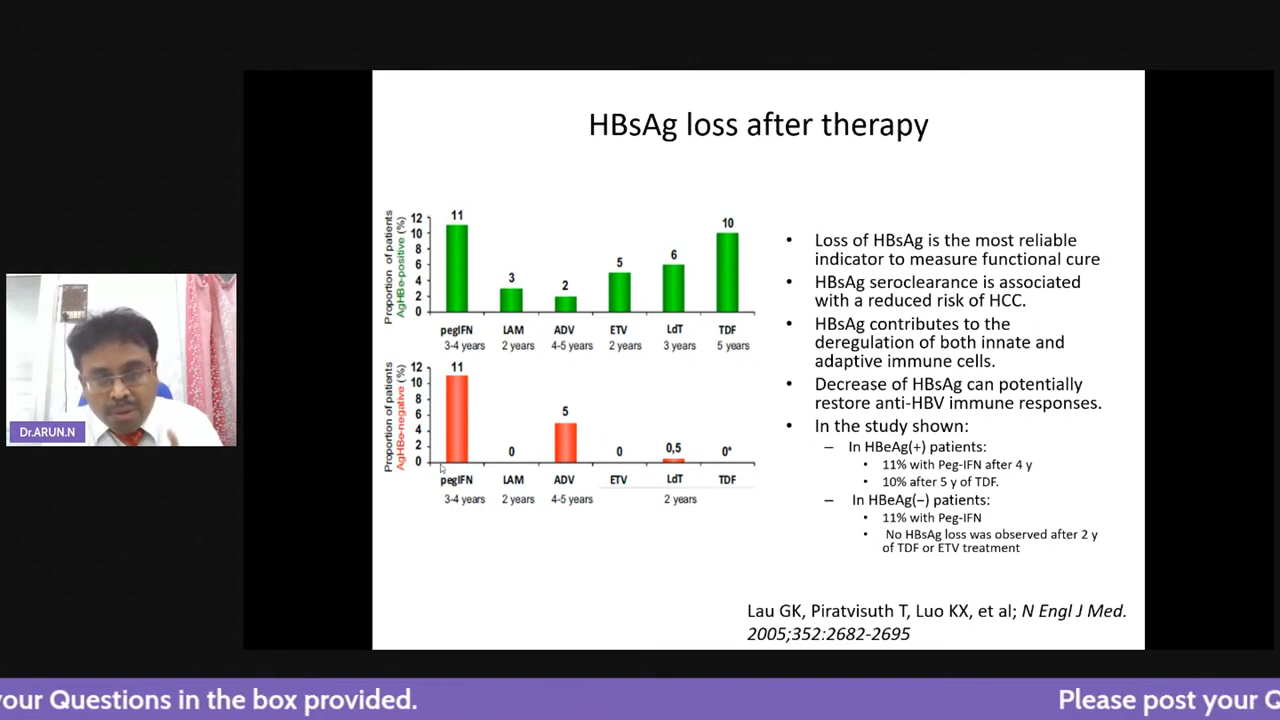 HBsAg loss after therapy
Proportion of patients
AgHBe-positive (%)
12
10
8
6
4
2
0
11
3
2
5
6
10
pegIFN LAM ADV ETV LdT TDF
3-4 years 2 years 4-5 years 2 years 3 years 5 years
Proportion of patients
AgHBe-negative (%)
12
10
8
6
4
2
0
11
0
5
0
0,5
0*
pegIFN LAM ADV ETV LdT TDF
3-4 years 2 years 4-5 years 2 years
• Loss of HBsAg is the most reliable
indicator to measure functional cure
• HBsAg seroclearance is associated
with a reduced risk of HCC.
• HBsAg contributes to the
deregulation of both innate and
adaptive immune cells.
• Decrease of HBsAg can potentially
restore anti-HBV immune responses.
• In the study shown:
– In HBeAg(+) patients:
• 11% with Peg-IFN after 4 y
• 10% after 5 y of TDF.
– In HBeAg(−) patients:
• 11% with Peg-IFN
• No HBsAg loss was observed after 2 y
of TDF or ETV treatment
Lau GK, Piratvisuth T, Luo KX, et al; N Engl J Med.
2005;352:2682-2695
Dr.ARUN.N
your Questions in the box provided. Please post your Q